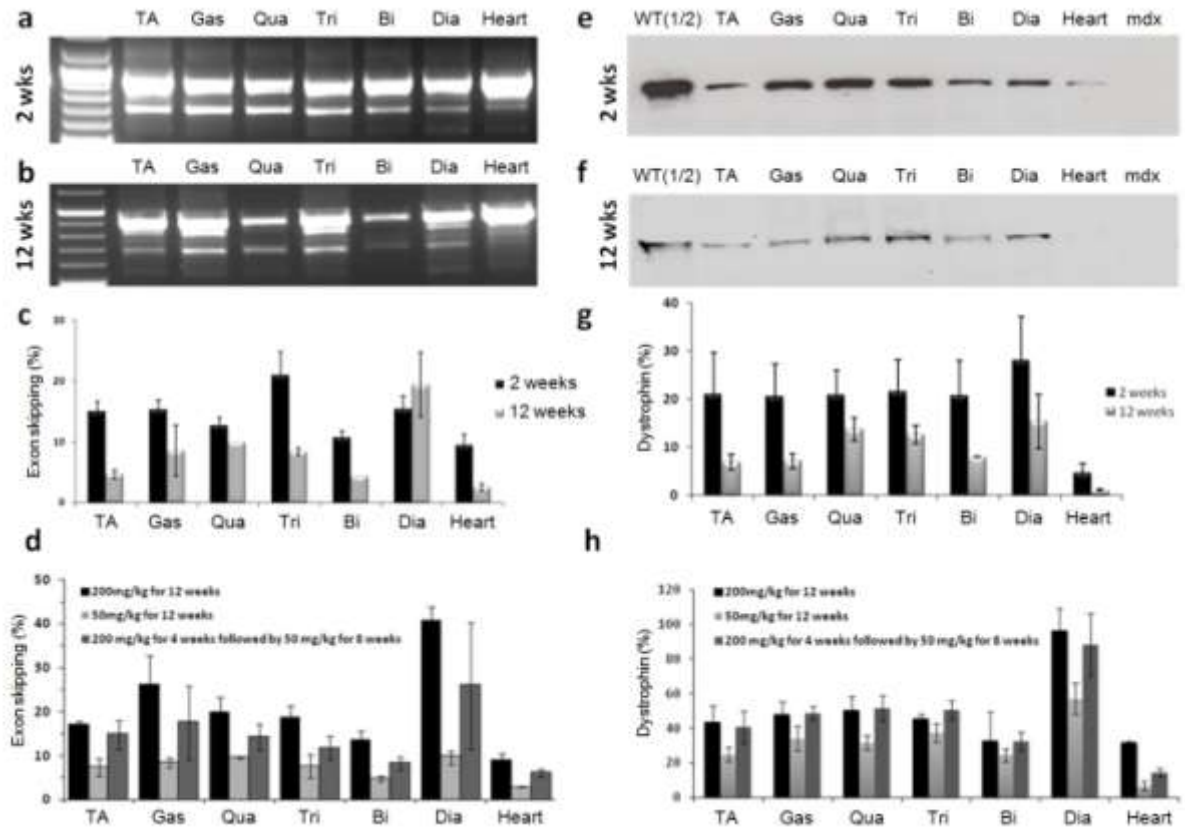 a
TA Gas Qua Tri Bi Dia Heart
2 wks
b
TA Gas Qua Tri Bi Dia Heart
12 wks
c
Exon skipping (%)
30
20
10
0
2 weeks
12 weeks
TA Gas Qua Tri Bi Dia Heart
d
Exon skipping (%)
50
40
30
20
10
0
200mg/kg for 12 weeks
50mg/kg for 12 weeks
200 mg/kg for 4 weeks followed by 50 mg/kg for 8 weeks
TA Gas Qua Tri Bi Dia Heart
e
WT(1/2) TA Gas Qua Tri Bi Dia Heart mdx
2 wks
f
WT(1/2) TA Gas Qua Tri Bi Dia Heart mdx
12 wks
g
Dystrophin (%)
40
30
20
10
0
2 weeks
12 weeks
TA Gas Qua Tri Bi Dia Heart
h
Dystrophin (%)
120
100
80
60
40
20
0
200mg/kg for 12 weeks
50mg/kg for 12 weeks
200 mg/kg for 4 weeks followed by 50 mg/kg for 8 weeks
TA Gas Qua Tri Bi Dia Heart